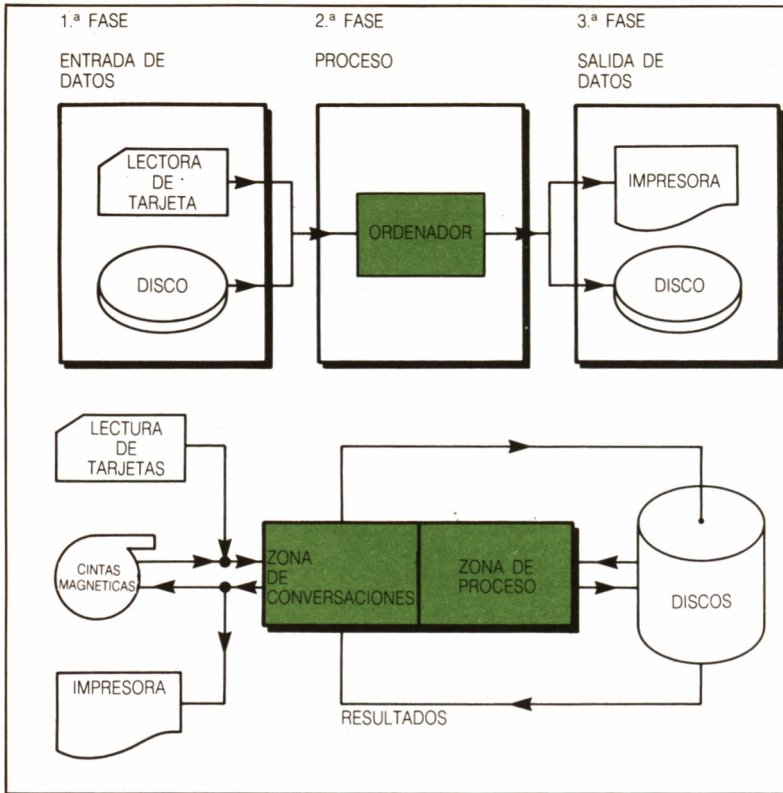 1.ª FASE
ENTRADA DE
DATOS
2.ª FASE
PROCESO
3.ª FASE
SALIDA DE
DATOS
LECTORA
DE
TARJETA
DISCO
ORDENADOR
IMPRESORA
DISCO
LECTURA
DE
TARJETAS
CINTAS
MAGNETICAS
IMPRESORA
ZONA
DE
CONVERSACIONES
ZONA DE
PROCESO
DISCOS
RESULTADOS